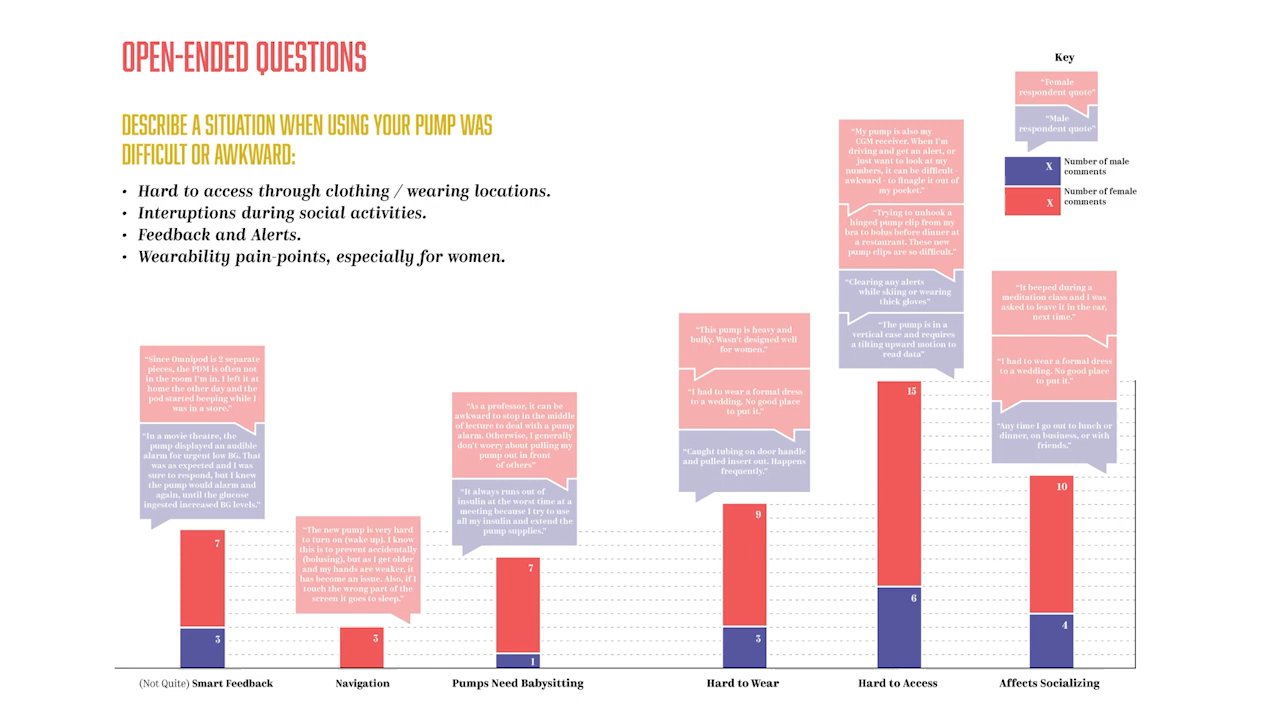 OPEN-ENDED QUESTIONS
DESCRIBE A SITUATION WHEN USING YOUR PUMP WAS
DIFFICULT OR AWKWARD:
• Hard to access through clothing / wearing locations.
• Interuptions during social activities.
• Feedback and Alerts.
• Wearability pain-points, especially for women.
Key
“Female
respondent quote”
“Male
respondent quote”
X
Number of male
comments
X
Number of female
comments
“Since Omnipod is 2 separate
pieces, the PDM is often not
in the room I’m in. I left it at
home the other day and the
pod started beeping while I
was in a store.”
“In a movie theatre, the
pump displayed an audible
alarm for urgent low BG. That
was as expected and I was
sure to respond, but I knew
the pump would alarm and
again, until the glucose
ingested increased BG levels.”
7
3
(Not Quite) Smart Feedback
“The new pump is very hard
to turn on (wake up). I know
this is to prevent accidentally
(bolusing), but as I get older
and my hands are weaker, it
has become an issue. Also, if I
touch the wrong part of the
screen it goes to sleep.”
3
Navigation
“As a professor, it can be
awkward to stop in the middle
of lecture to deal with a pump
alarm. Otherwise, I generally
don’t worry about pulling my
pump out in front
of others”
“It always runs out of
insulin at the worst time at a
meeting because I try to use
all my insulin and extend the
pump supplies.”
7
1
Pumps Need Babysitting
“This pump is heavy and
bulky. Wasn’t designed well
for women.”
“I had to wear a formal dress
to a wedding. No good place
to put it.”
“Caught tubing on door handle
and pulled insert out. Happens
frequently.”
9
3
Hard to Wear
“My pump is also my
CGM receiver. When I’m
driving and get an alert, or
just want to look at my
numbers, it can be difficult -
awkward - to finagle it out of
my pocket.”
“Trying to unhook a
hinged pump clip from my
bra to bolus before dinner at
a restaurant. These new
pump clips are so difficult.”
“Clearing any alerts
while skiing or wearing
thick gloves”
“The pump is in a
vertical case and requires
a tilting upward motion to
read data”
15
6
Hard to Access
“It beeped during a
meditation class and I was
asked to leave it in the car,
next time.”
“I had to wear a formal dress
to a wedding. No good place
to put it.”
“Any time I go out to lunch or
dinner, on business, or with
friends.”
10
4
Affects Socializing